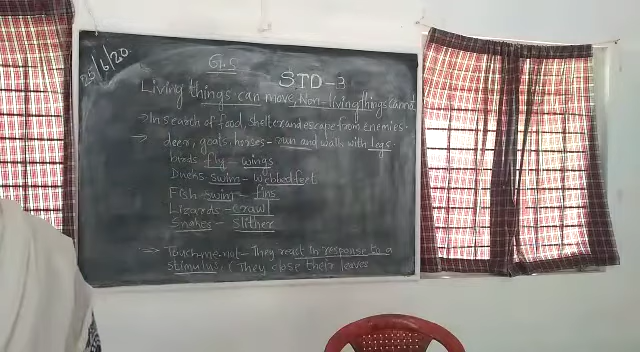 25/6/20
G.S
STD-3
Living things can move, Non-living things cannot
→ In search of food, shelter and escape from enemies.
→ deer, goats, horses - run and walk with legs.
birds fly - wings
Ducks swim - webbed feet
Fish swim - fins
Lizards - crawl
Snakes - slither
→ Touch-me-not - They react in response to a
stimulus. (They close their leaves